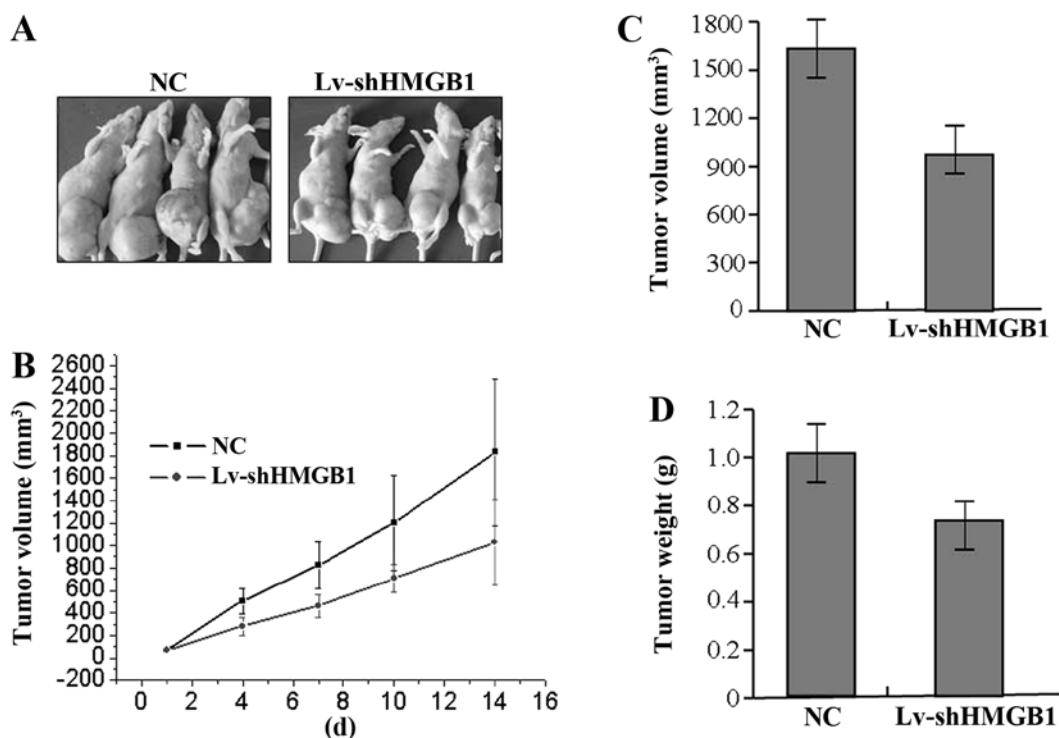 A
NC
Lv-shHMGB1
B
Tumor volume (mm³)
2600
2400
2200
2000
1800
1600
1400
1200
1000
800
600
400
200
0
-200
NC
Lv-shHMGB1
0 2 4 6 8 10 12 14 16
(d)
C
Tumor volume (mm³)
1800
1500
1200
900
600
300
0
NC Lv-shHMGB1
D
Tumor weight (g)
1.2
1.0
0.8
0.6
0.4
0.2
0
NC Lv-shHMGB1